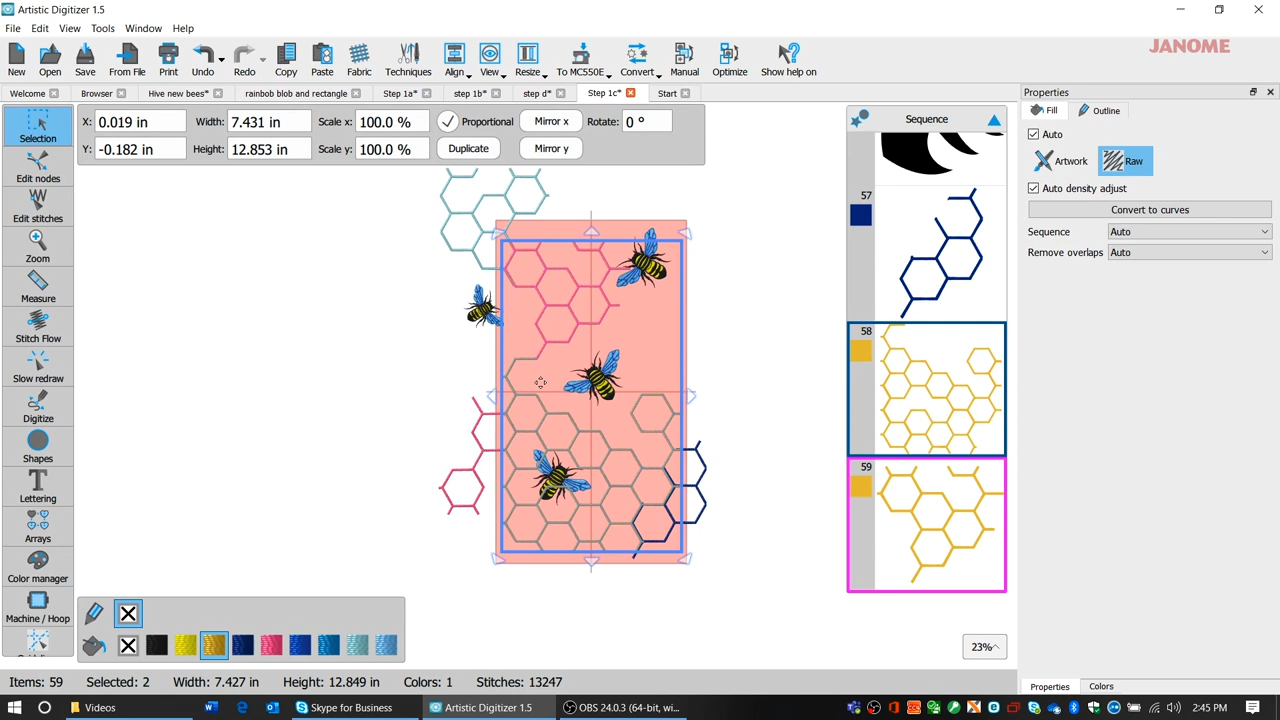 Artistic Digitizer 1.5
File Edit View Tools Window Help
New Open Save From File Print Undo Redo Copy Paste Fabric Techniques Align View Resize To MC550E Convert Manual Optimize Show help on
JANOME
Welcome Browser Hive new bees* rainbob blob and rectangle Step 1a* step 1b* step d* Step 1c* Start
Properties
X: 0.019 in Width: 7.431 in Scale x: 100.0 % Proportional Mirror x Rotate: 0 °
Y: -0.182 in Height: 12.853 in Scale y: 100.0 % Duplicate Mirror y
Sequence
Fill Outline
Auto
Artwork Raw
Auto density adjust
Convert to curves
Sequence Auto
Remove overlaps Auto
Selection
Edit nodes
Edit stitches
Zoom
Measure
Stitch Flow
Slow redraw
Digitize
Shapes
Lettering
Arrays
Color manager
Machine / Hoop
57
58
59
23%
Items: 59 Selected: 2 Width: 7.427 in Height: 12.849 in Colors: 1 Stitches: 13247
Properties Colors
Videos Skype for Business Artistic Digitizer 1.5 OBS 24.0.3 (64-bit, wi... 2:45 PM